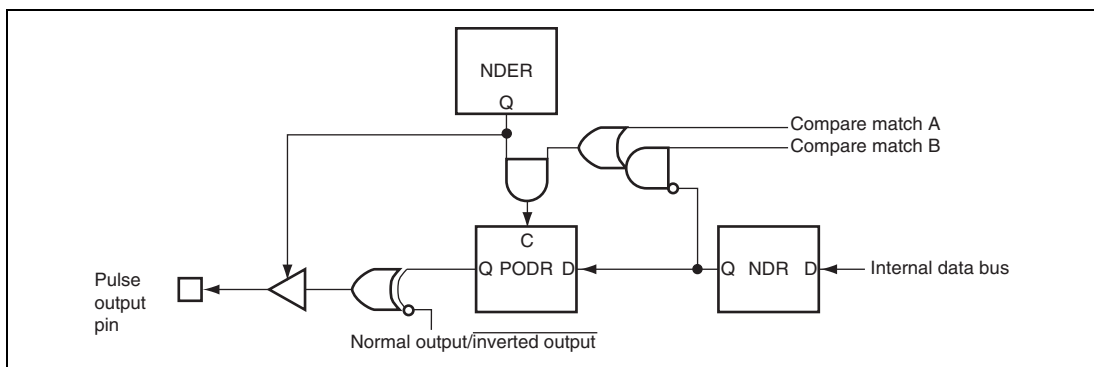 NDER
Q
Compare match A
Compare match B
C
Q PODR D
Q NDR D
Internal data bus
Pulse
output
pin
Normal output/inverted output